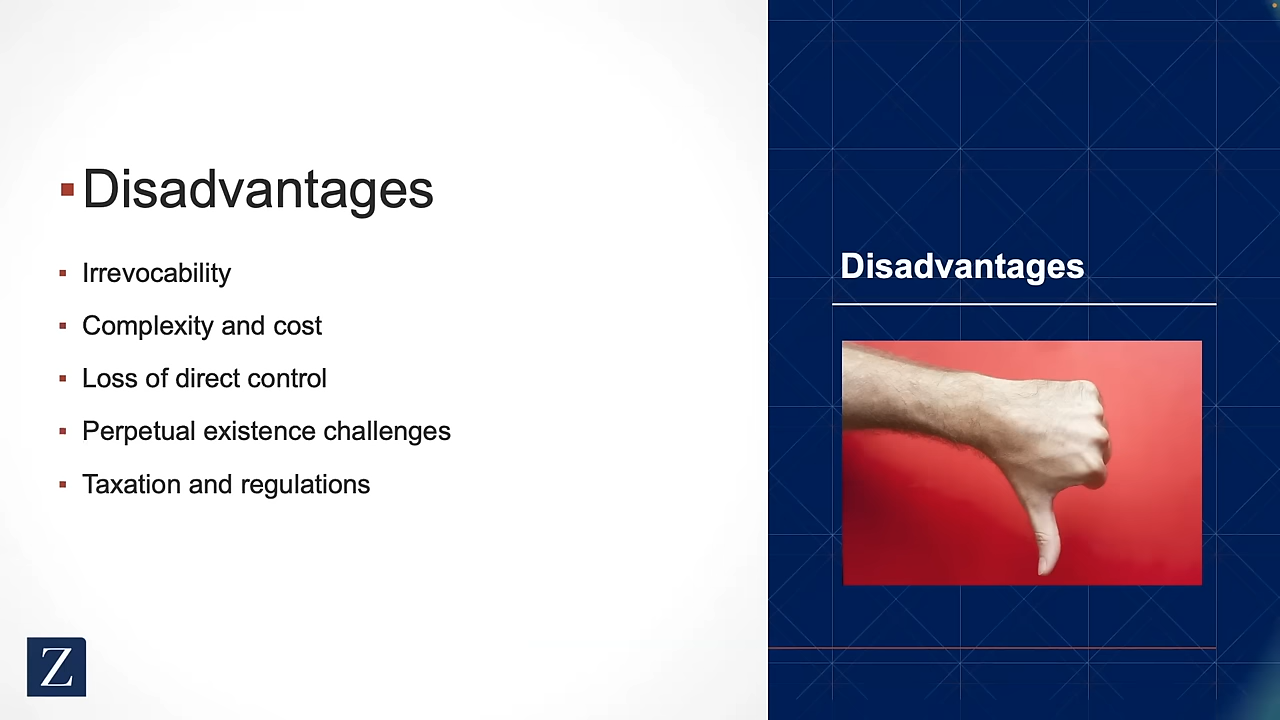 Disadvantages
Irrevocability
Complexity and cost
Loss of direct control
Perpetual existence challenges
Taxation and regulations
Z
Disadvantages